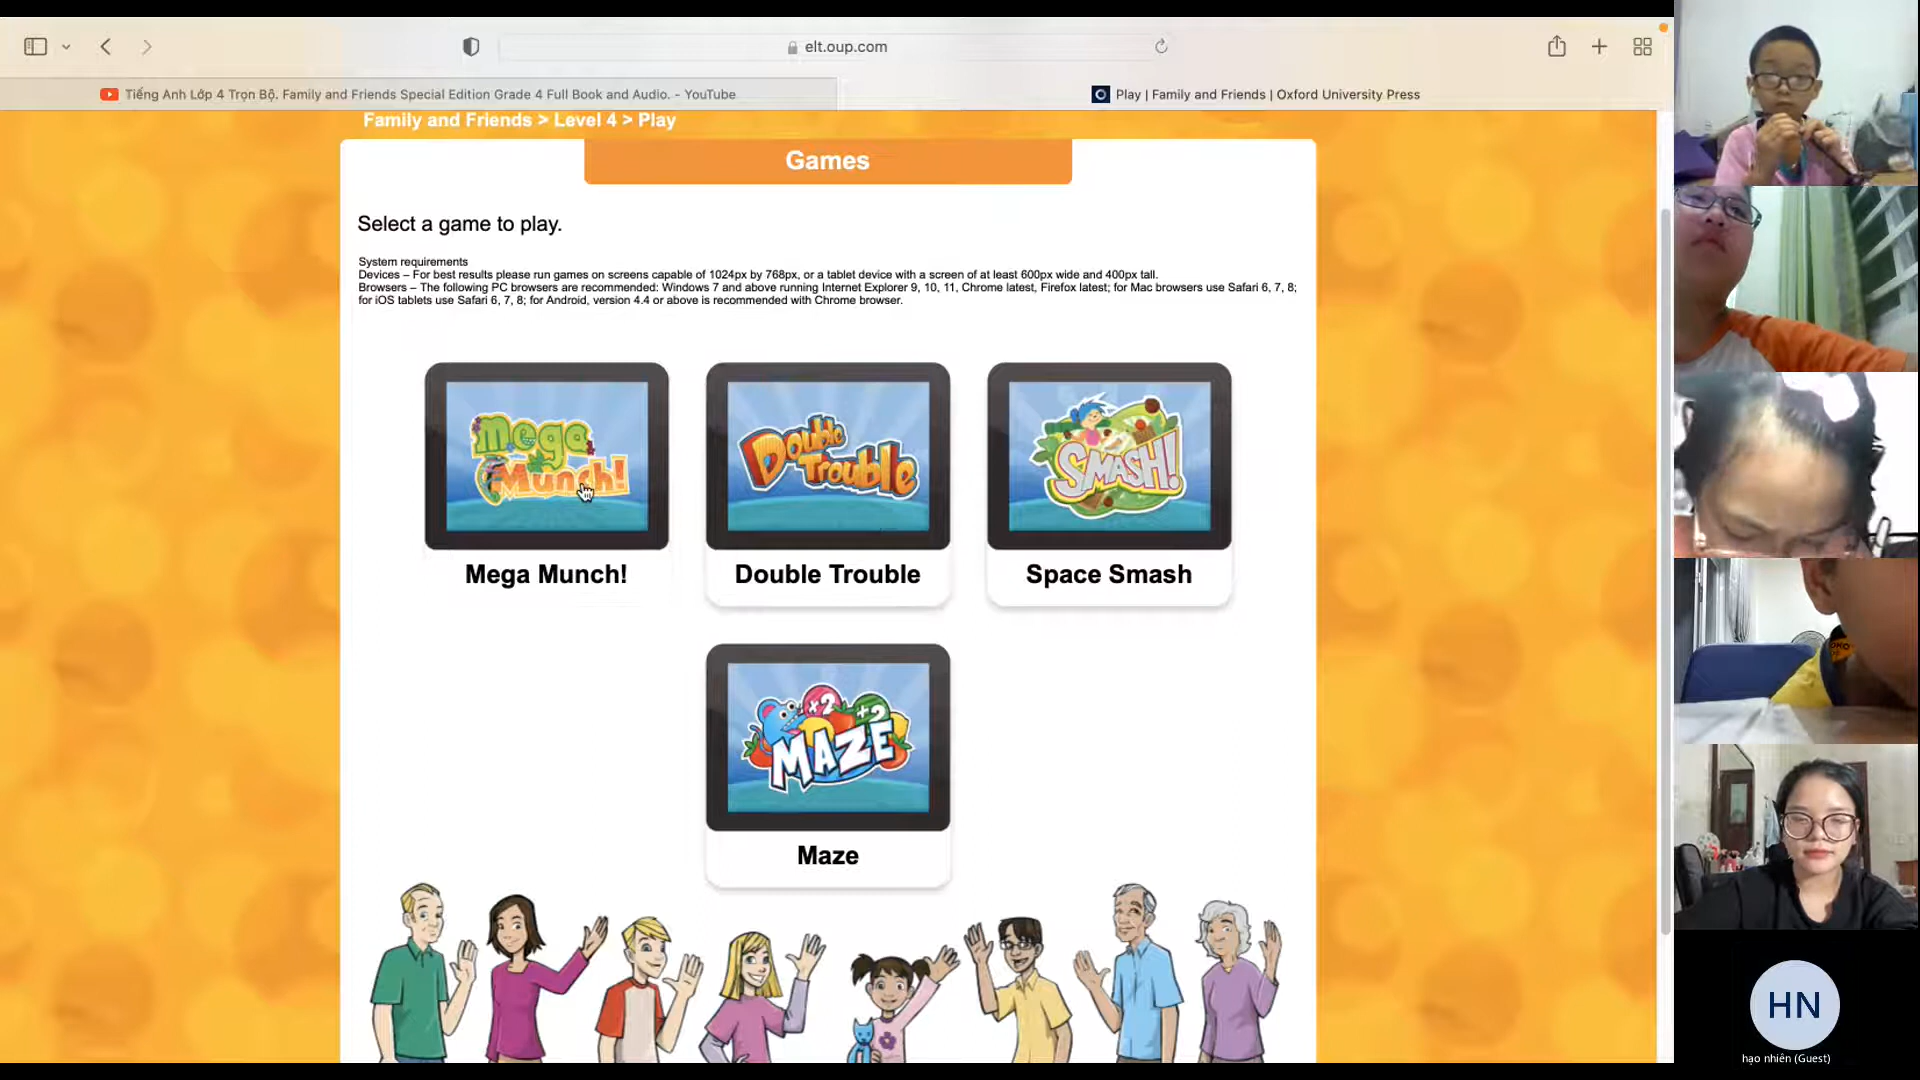 elt.oup.com
Tiếng Anh Lớp 4 Trọn Bộ. Family and Friends Special Edition Grade 4 Full Book and Audio. - YouTube
Play | Family and Friends | Oxford University Press
Family and Friends > Level 4 > Play
Games
Select a game to play.
System requirements
Devices – For best results please run games on screens capable of 1024px by 768px, or a tablet device with a screen of at least 600px wide and 400px tall.
Browsers – The following PC browsers are recommended: Windows 7 and above running Internet Explorer 9, 10, 11, Chrome latest, Firefox latest; for Mac browsers use Safari 6, 7, 8;
for iOS tablets use Safari 6, 7, 8; for Android, version 4.4 or above is recommended with Chrome browser.
Mega
Munch!
Double
Trouble
SMASH!
Mega Munch!
Double Trouble
Space Smash
x2
+2
MAZE
Maze
HN
hạo nhiên (Guest)